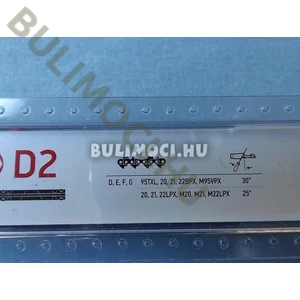 BULIMOCI.HU
D2
BULIMOCI.HU
D, E, F, G 95TXL, 20, 21, 22BPX, M95VPX 30°
20, 21, 22LPX, M20, M21, M22LPX 25°